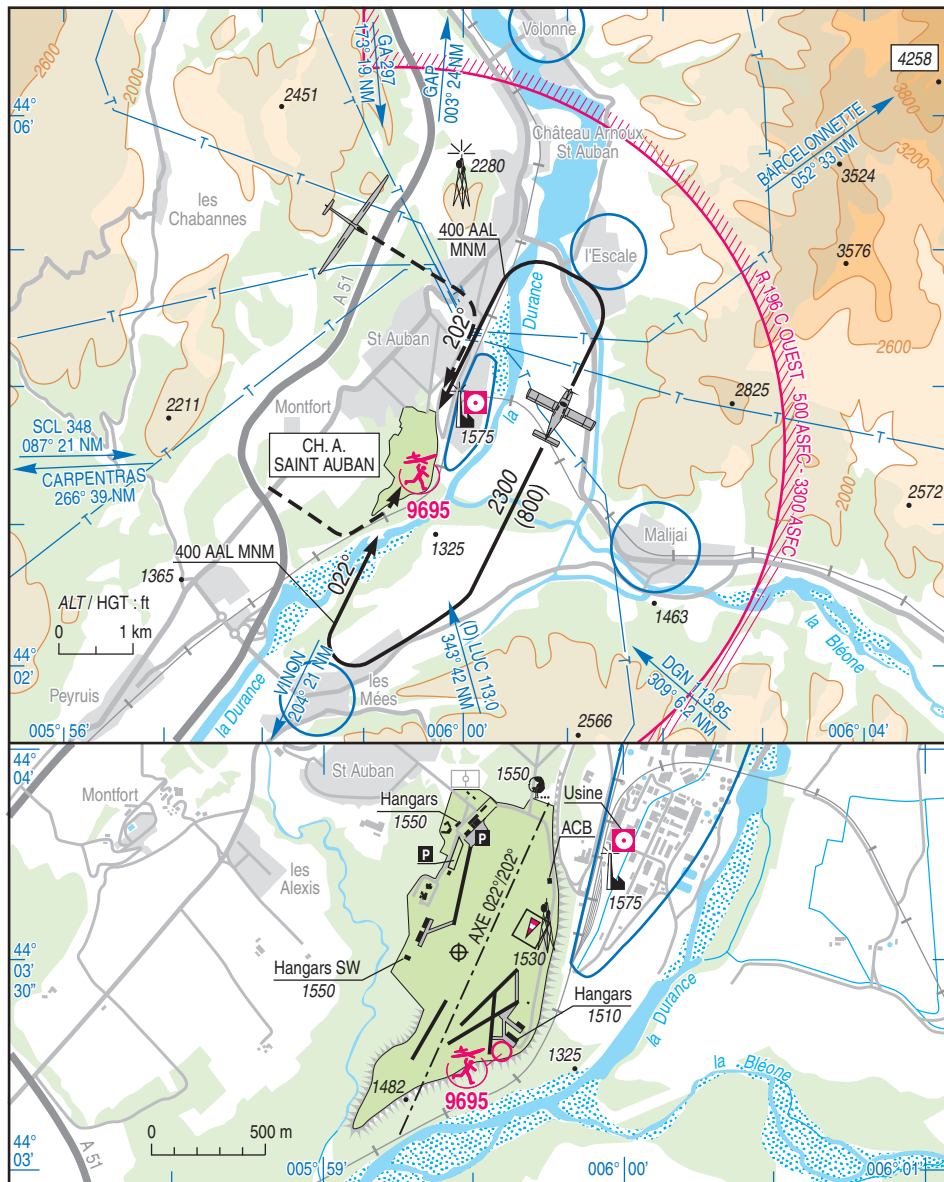 2600
2000
GA 297
173° 19 NM
GAP
003° 24 NM
Volonne
4258
3800
44°
06'
2451
Château Arnoux
St Auban
BARCELONNETTE
052° 33 NM
3200
3524
2280
les
Chabannes
400 AAL
MNM
l'Escale
3576
A 51
Durance
la
R 196 C OUEST 500 ASFC - 3300 ASFC
St Auban
202°
2600
2211
2825
Montfort
1575
SCL 348
087° 21 NM
CARPENTRAS
266° 39 NM
CH. A.
SAINT AUBAN
9695
2300
(800)
2000
2572
1325
Malijai
400 AAL MNM
022°
1365
ALT / HGT : ft
0 1 km
1463
la Bléone
(D) LUC 113.0
343° 42 NM
DGN 113.85
309° 6.2 NM
44°
02'
VINON
204° 21 NM
la Durance
les
Mées
Peyruis
2566
005° 56'
006° 00'
006° 04'
44°
04'
St Auban
1550
Usine
Montfort
Hangars
1550
ACB
P
P
les
Alexis
AXE 022°/202°
1575
44°
03'
30"
1530
Hangars SW
1550
Hangars
1510
la Durance
1325
la Bléone
1482
9695
0 500 m
44°
03'
A 51
005° 59'
006° 00'
006° 01'